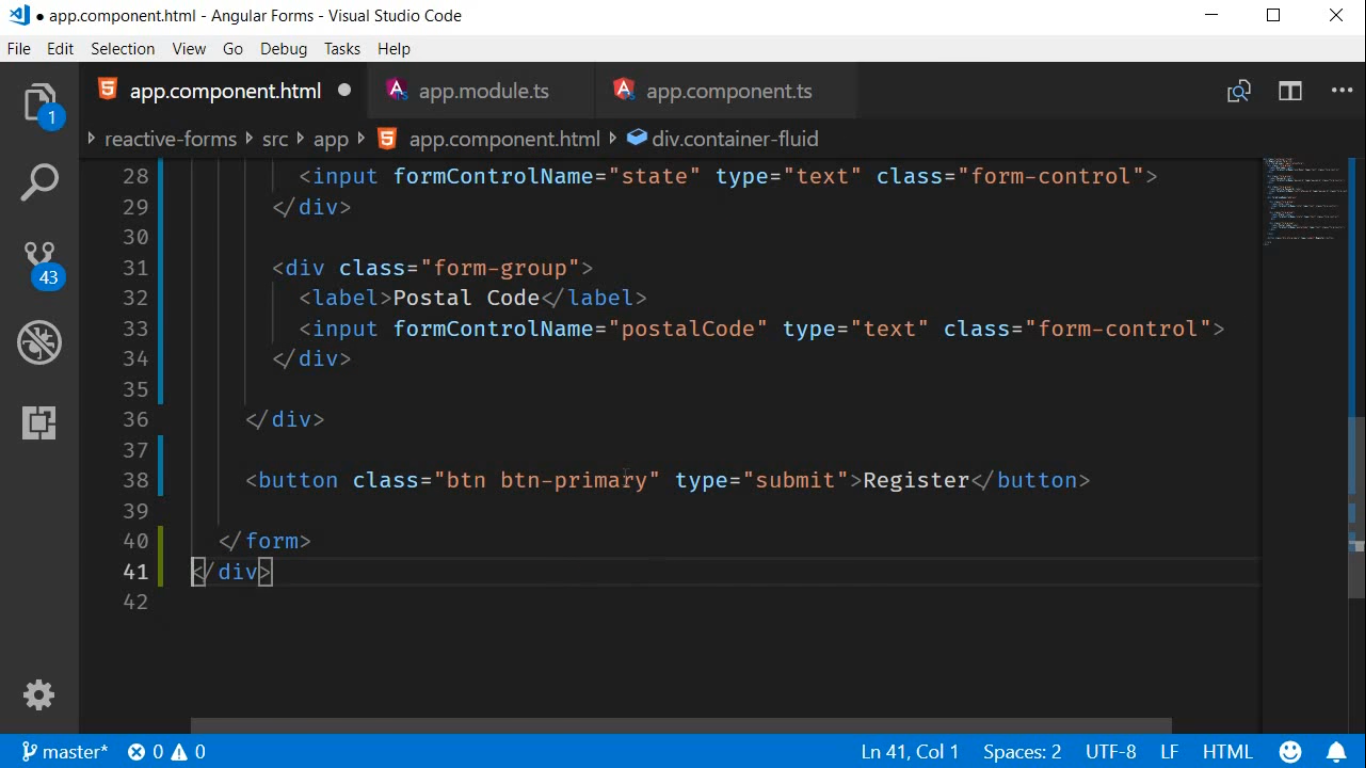 app.component.html - Angular Forms - Visual Studio Code
File Edit Selection View Go Debug Tasks Help
1
app.component.html app.module.ts app.component.ts
reactive-forms src app app.component.html div.container-fluid
28 <input formControlName="state" type="text" class="form-control">
29 </div>
30
31 <div class="form-group">
32 <label>Postal Code</label>
33 <input formControlName="postalCode" type="text" class="form-control">
34 </div>
35
36 </div>
37
38 <button class="btn btn-primary" type="submit">Register</button>
39
40 </form>
41 </div>
42
43
master* 0 0 Ln 41, Col 1 Spaces: 2 UTF-8 LF HTML